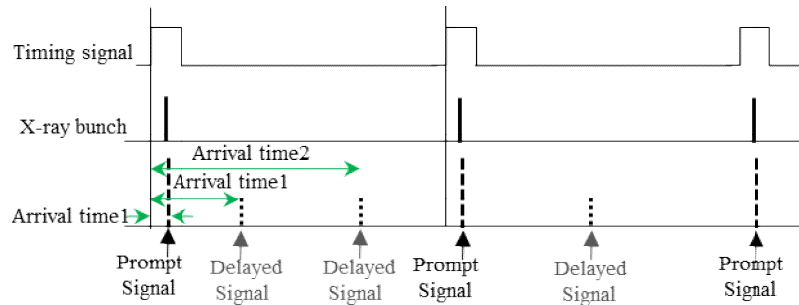 Timing signal
X-ray bunch
Arrival time2
Arrival time1
Arrival time1
Prompt Signal
Delayed Signal
Delayed Signal
Prompt Signal
Delayed Signal
Prompt Signal